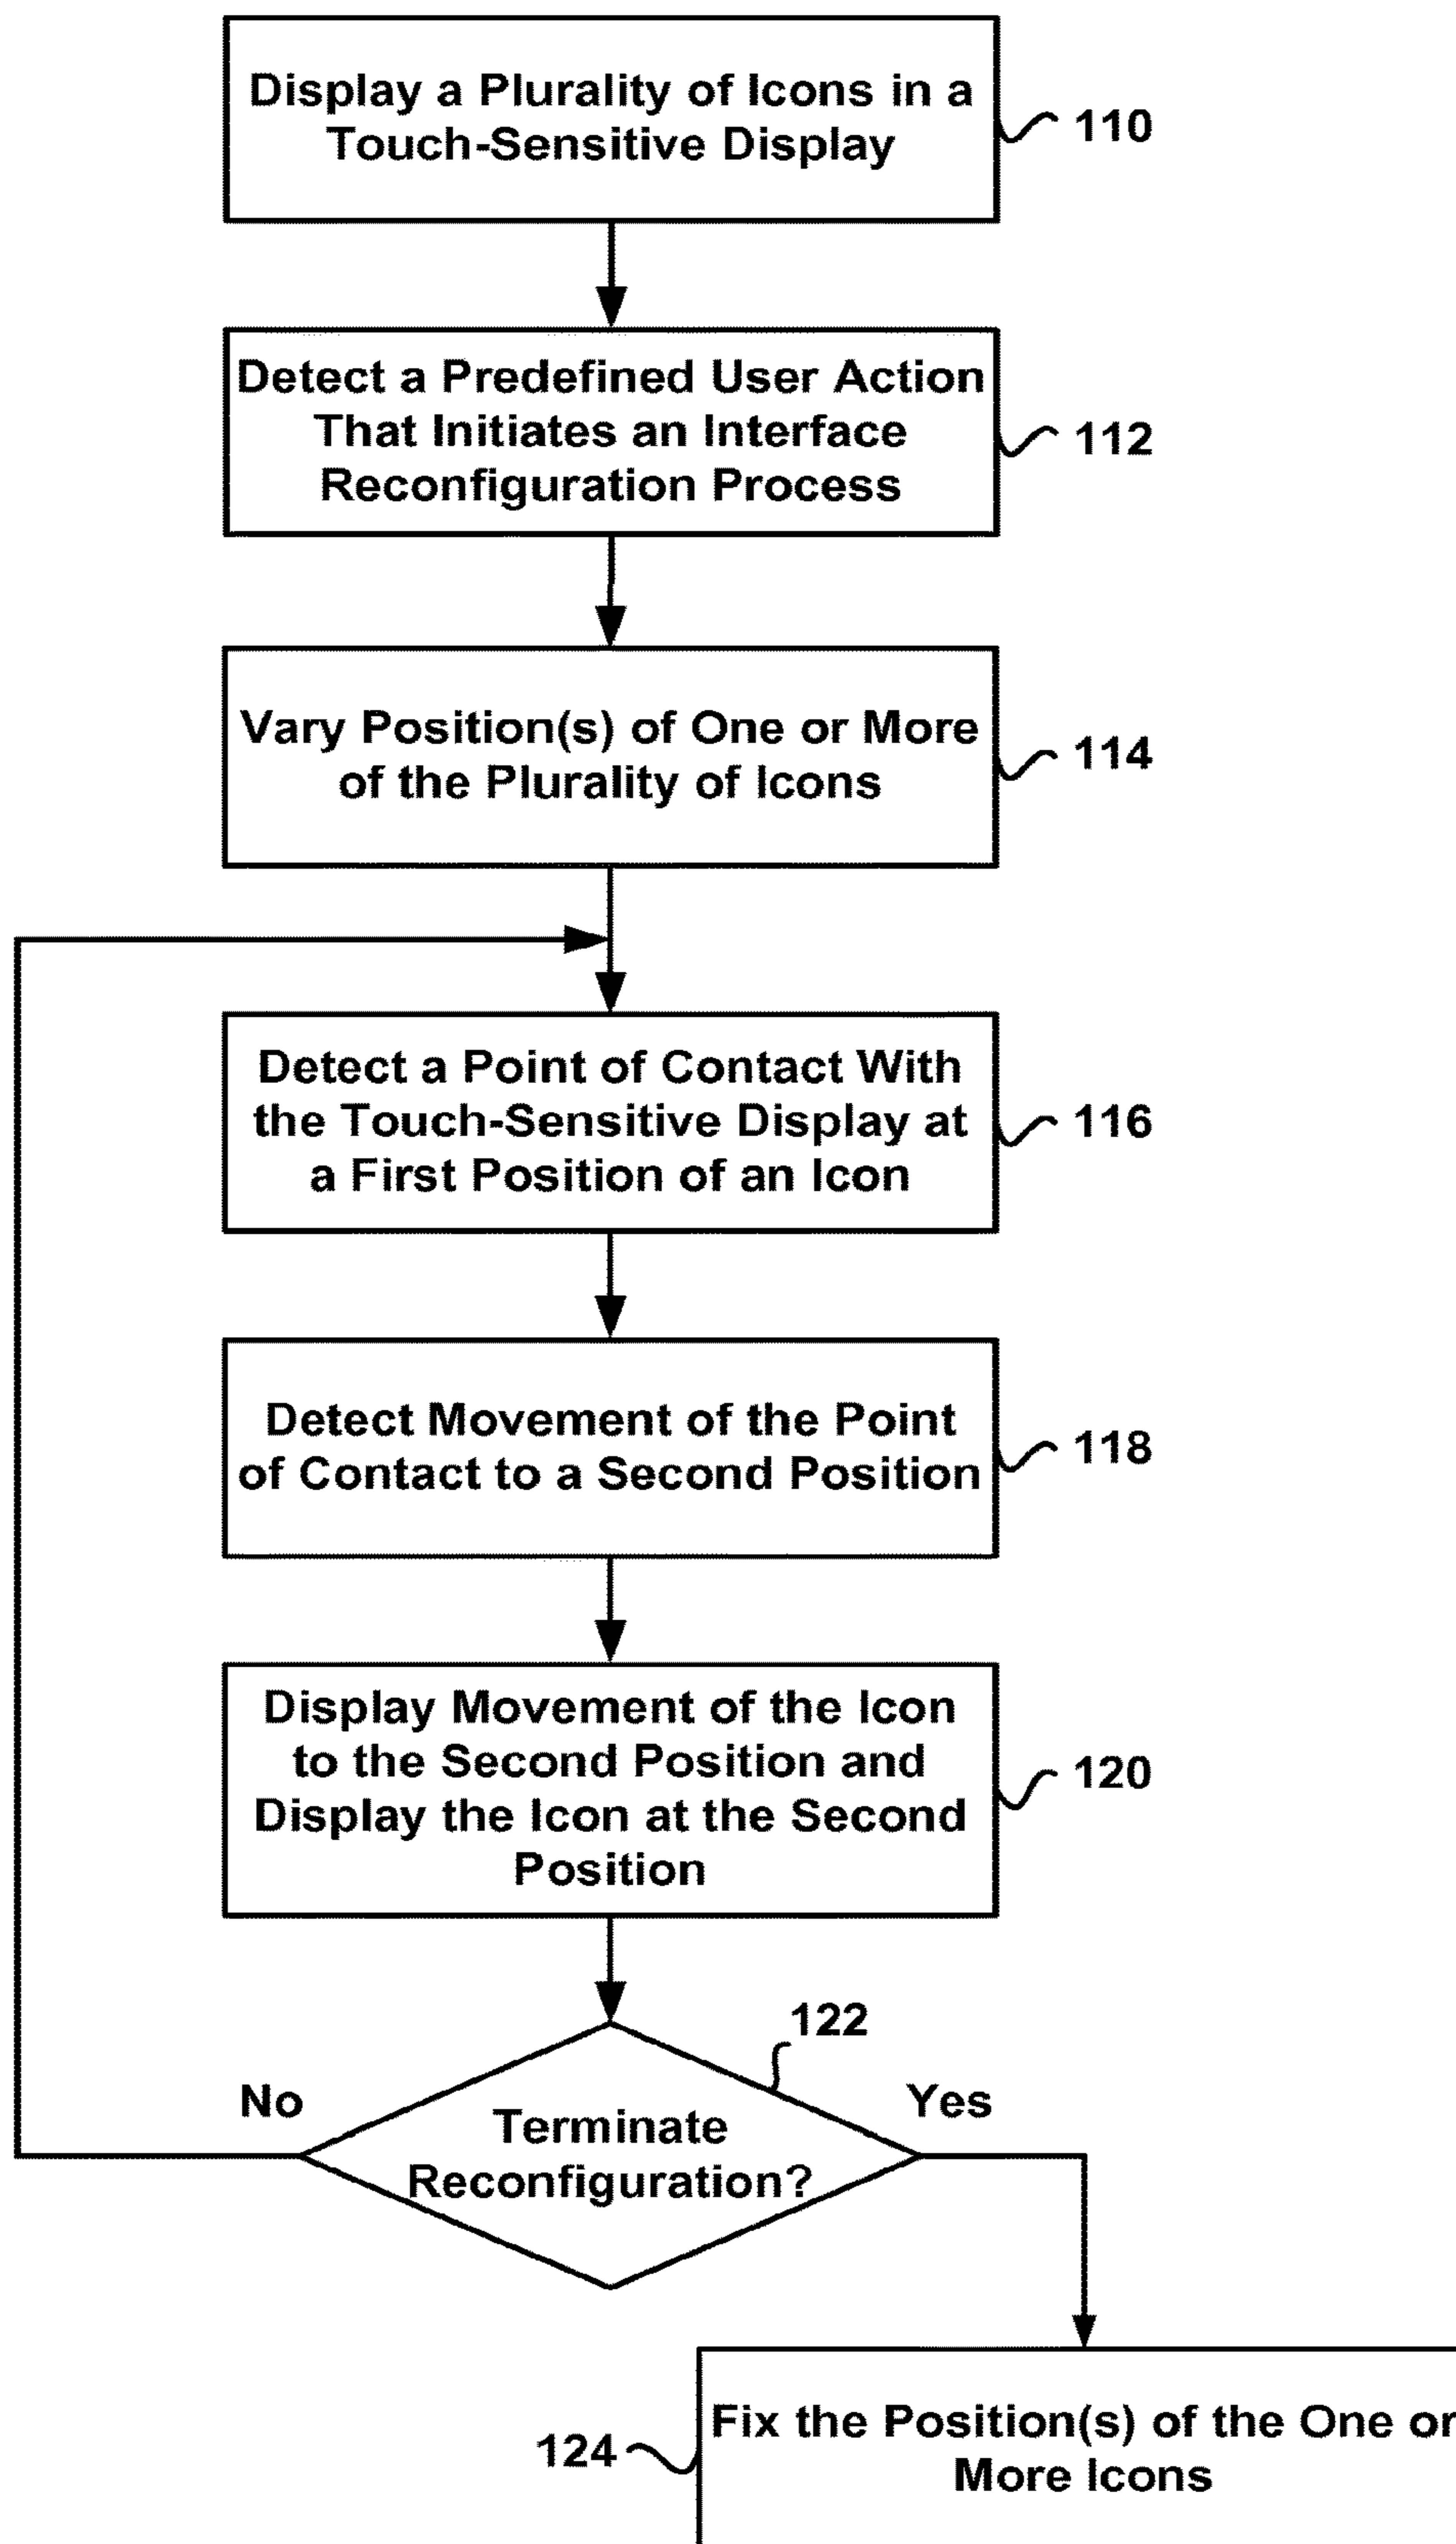 Display a Plurality of Icons in a
Touch-Sensitive Display
110
Detect a Predefined User Action
That Initiates an Interface
Reconfiguration Process
112
Vary Position(s) of One or More
of the Plurality of Icons
114
Detect a Point of Contact With
the Touch-Sensitive Display at
a First Position of an Icon
116
Detect Movement of the Point
of Contact to a Second Position
118
Display Movement of the Icon
to the Second Position and
Display the Icon at the Second
Position
120
122
No
Yes
Terminate
Reconfiguration?
Fix the Position(s) of the One or
More Icons
124